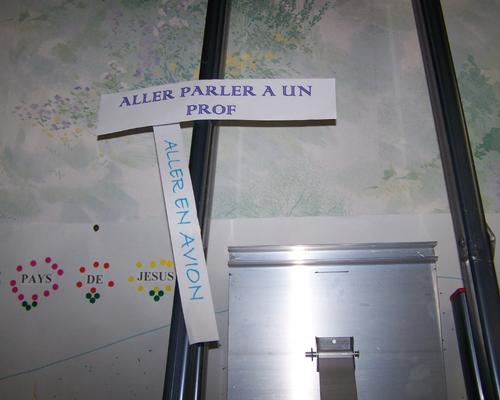 ALLER PARLER A UN
PROF
ALLER EN AVION
PAYS DE JESUS